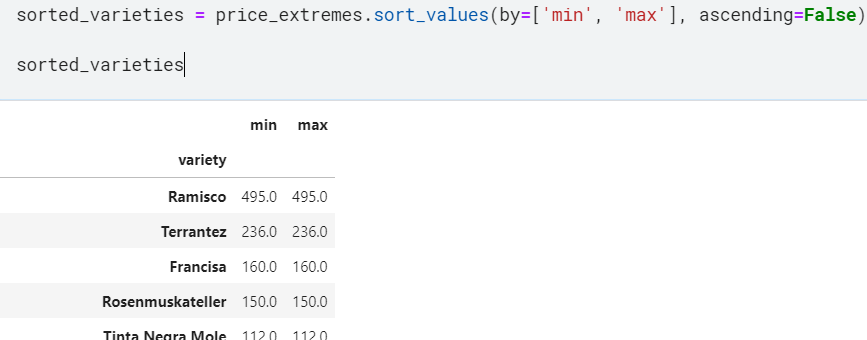 sorted_varieties = price_extremes.sort_values(by=['min', 'max'], ascending=False)
sorted_varieties
min max
variety
Ramisco 495.0 495.0
Terrantez 236.0 236.0
Francisa 160.0 160.0
Rosenmuskateller 150.0 150.0
Tinta Negra Mole 112.0 112.0